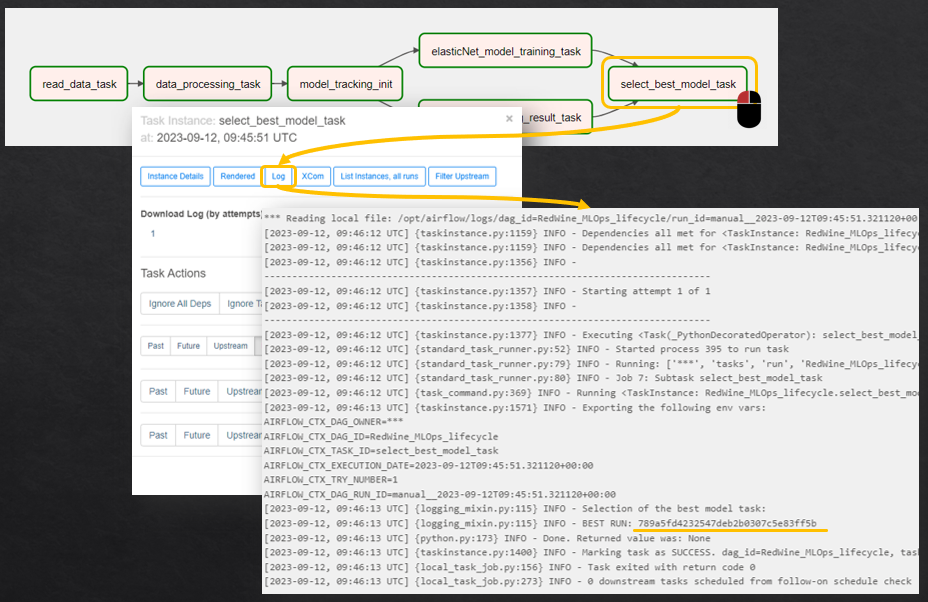 elasticNet_model_training_task
read_data_task
data_processing_task
model_tracking_init
select_best_model_task
_result_task
Task Instance: select_best_model_task
×
at: 2023-09-12, 09:45:51 UTC
Instance Details
Rendered
Log
XCom
List Instances, all runs
Filter Upstream
Download Log (by attempts)
1
Task Actions
Ignore All Deps
Ignore
Past
Future
Upstream
Past
Future
Upstream
Past
Future
Upstream
*** Reading local file: /opt/airflow/logs/dag_id=RedWine_MLOps_lifecycle/run_id=manual__2023-09-12T09:45:51.321120+00
[2023-09-12, 09:46:12 UTC] {taskinstance.py:1159} INFO - Dependencies all met for <TaskInstance: RedWine_MLOps_lifecy
[2023-09-12, 09:46:12 UTC] {taskinstance.py:1159} INFO - Dependencies all met for <TaskInstance: RedWine_MLOps_lifecy
[2023-09-12, 09:46:12 UTC] {taskinstance.py:1356} INFO -
--------------------------------------------------------------------------------
[2023-09-12, 09:46:12 UTC] {taskinstance.py:1357} INFO - Starting attempt 1 of 1
[2023-09-12, 09:46:12 UTC] {taskinstance.py:1358} INFO -
--------------------------------------------------------------------------------
[2023-09-12, 09:46:12 UTC] {taskinstance.py:1377} INFO - Executing <Task(_PythonDecoratedOperator): select_best_model_
[2023-09-12, 09:46:12 UTC] {standard_task_runner.py:52} INFO - Started process 395 to run task
[2023-09-12, 09:46:12 UTC] {standard_task_runner.py:79} INFO - Running: ['***', 'tasks', 'run', 'RedWine_MLOps_lifecy
[2023-09-12, 09:46:12 UTC] {standard_task_runner.py:80} INFO - Job 7: Subtask select_best_model_task
[2023-09-12, 09:46:12 UTC] {task_command.py:369} INFO - Running <TaskInstance: RedWine_MLOps_lifecycle.select_best_mo
[2023-09-12, 09:46:13 UTC] {taskinstance.py:1571} INFO - Exporting the following env vars:
AIRFLOW_CTX_DAG_OWNER=***
AIRFLOW_CTX_DAG_ID=RedWine_MLOps_lifecycle
AIRFLOW_CTX_TASK_ID=select_best_model_task
AIRFLOW_CTX_EXECUTION_DATE=2023-09-12T09:45:51.321120+00:00
AIRFLOW_CTX_TRY_NUMBER=1
AIRFLOW_CTX_DAG_RUN_ID=manual__2023-09-12T09:45:51.321120+00:00
[2023-09-12, 09:46:13 UTC] {logging_mixin.py:115} INFO - Selection of the best model task:
[2023-09-12, 09:46:13 UTC] {logging_mixin.py:115} INFO - BEST RUN: 789a5fd4232547deb2b0307c5e83ff5b
[2023-09-12, 09:46:13 UTC] {python.py:173} INFO - Done. Returned value was: None
[2023-09-12, 09:46:13 UTC] {taskinstance.py:1400} INFO - Marking task as SUCCESS. dag_id=RedWine_MLOps_lifecycle, tas
[2023-09-12, 09:46:13 UTC] {local_task_job.py:156} INFO - Task exited with return code 0
[2023-09-12, 09:46:13 UTC] {local_task_job.py:273} INFO - 0 downstream tasks scheduled from follow-on schedule check